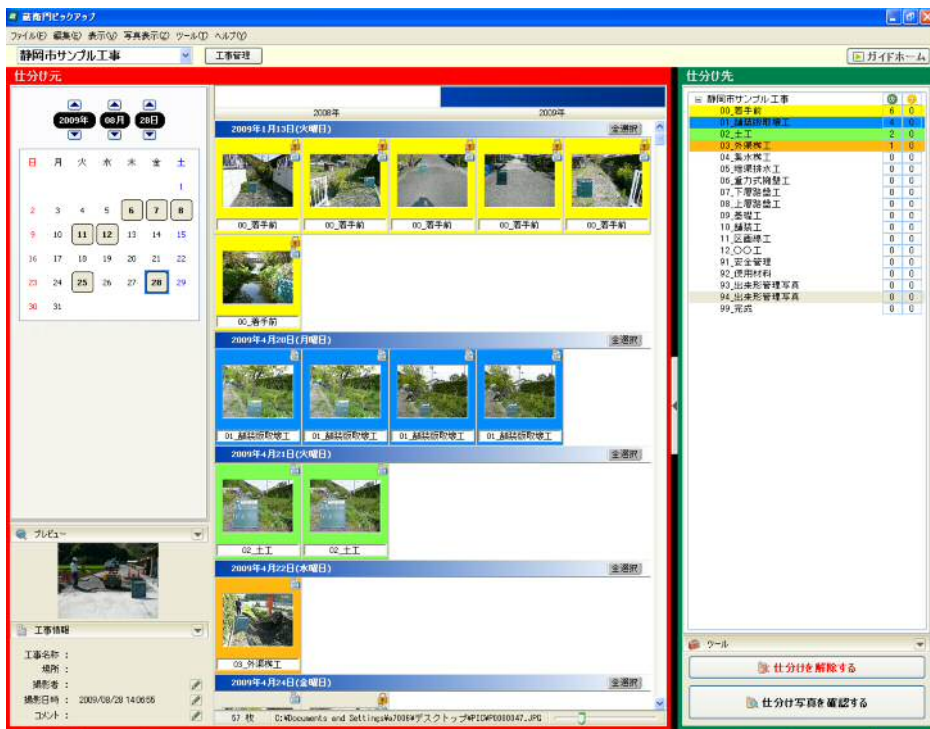 蔵衛門ピックアップ
ファイル(F) 編集(E) 表示(V) 写真表示(Z) ツール(T) ヘルプ(Y)
静岡市サンプル工事 工事管理 ガイドホーム
仕分け元
2009年 08月 28日
日 月 火 水 木 金 土
1
2 3 4 5 6 7 8
9 10 11 12 13 14 15
16 17 18 19 20 21 22
23 24 25 26 27 28 29
30 31
プレビュー
工事情報
工事名称 :
場所 :
撮影者 :
撮影日時 : 2009/08/28 14:06:56
コメント :
2008年 2009年
2009年1月13日(火曜日) 全選択
00_着手前 00_着手前 00_着手前 00_着手前 00_着手前
00_着手前
2009年4月20日(月曜日) 全選択
01_舗装版取壊工 01_舗装版取壊工 01_舗装版取壊工 01_舗装版取壊工
2009年4月21日(火曜日) 全選択
02_土工 02_土工
2009年4月22日(水曜日) 全選択
03_外渠柵工
2009年4月24日(金曜日) 全選択
57 枚 C:¥Documents and Settings¥a7006¥デスクトップ¥PIC¥P0000047.JPG
仕分け先
静岡市サンプル工事
00_着手前 6 0
01_舗装版取壊工 4 0
02_土工 2 0
03_外渠柵工 1 0
04_集水柵工 0 0
05_暗渠排水工 0 0
06_重力式擁壁工 0 0
07_下層路盤工 0 0
08_上層路盤工 0 0
09_基礎工 0 0
10_舗装工 0 0
11_区画線工 0 0
12_〇〇工 0 0
91_安全管理 0 0
92_使用材料 0 0
93_出来形管理写真 0 0
94_出来形管理写真 0 0
99_完成 0 0
ツール
仕分けを解除する
仕分け写真を確認する